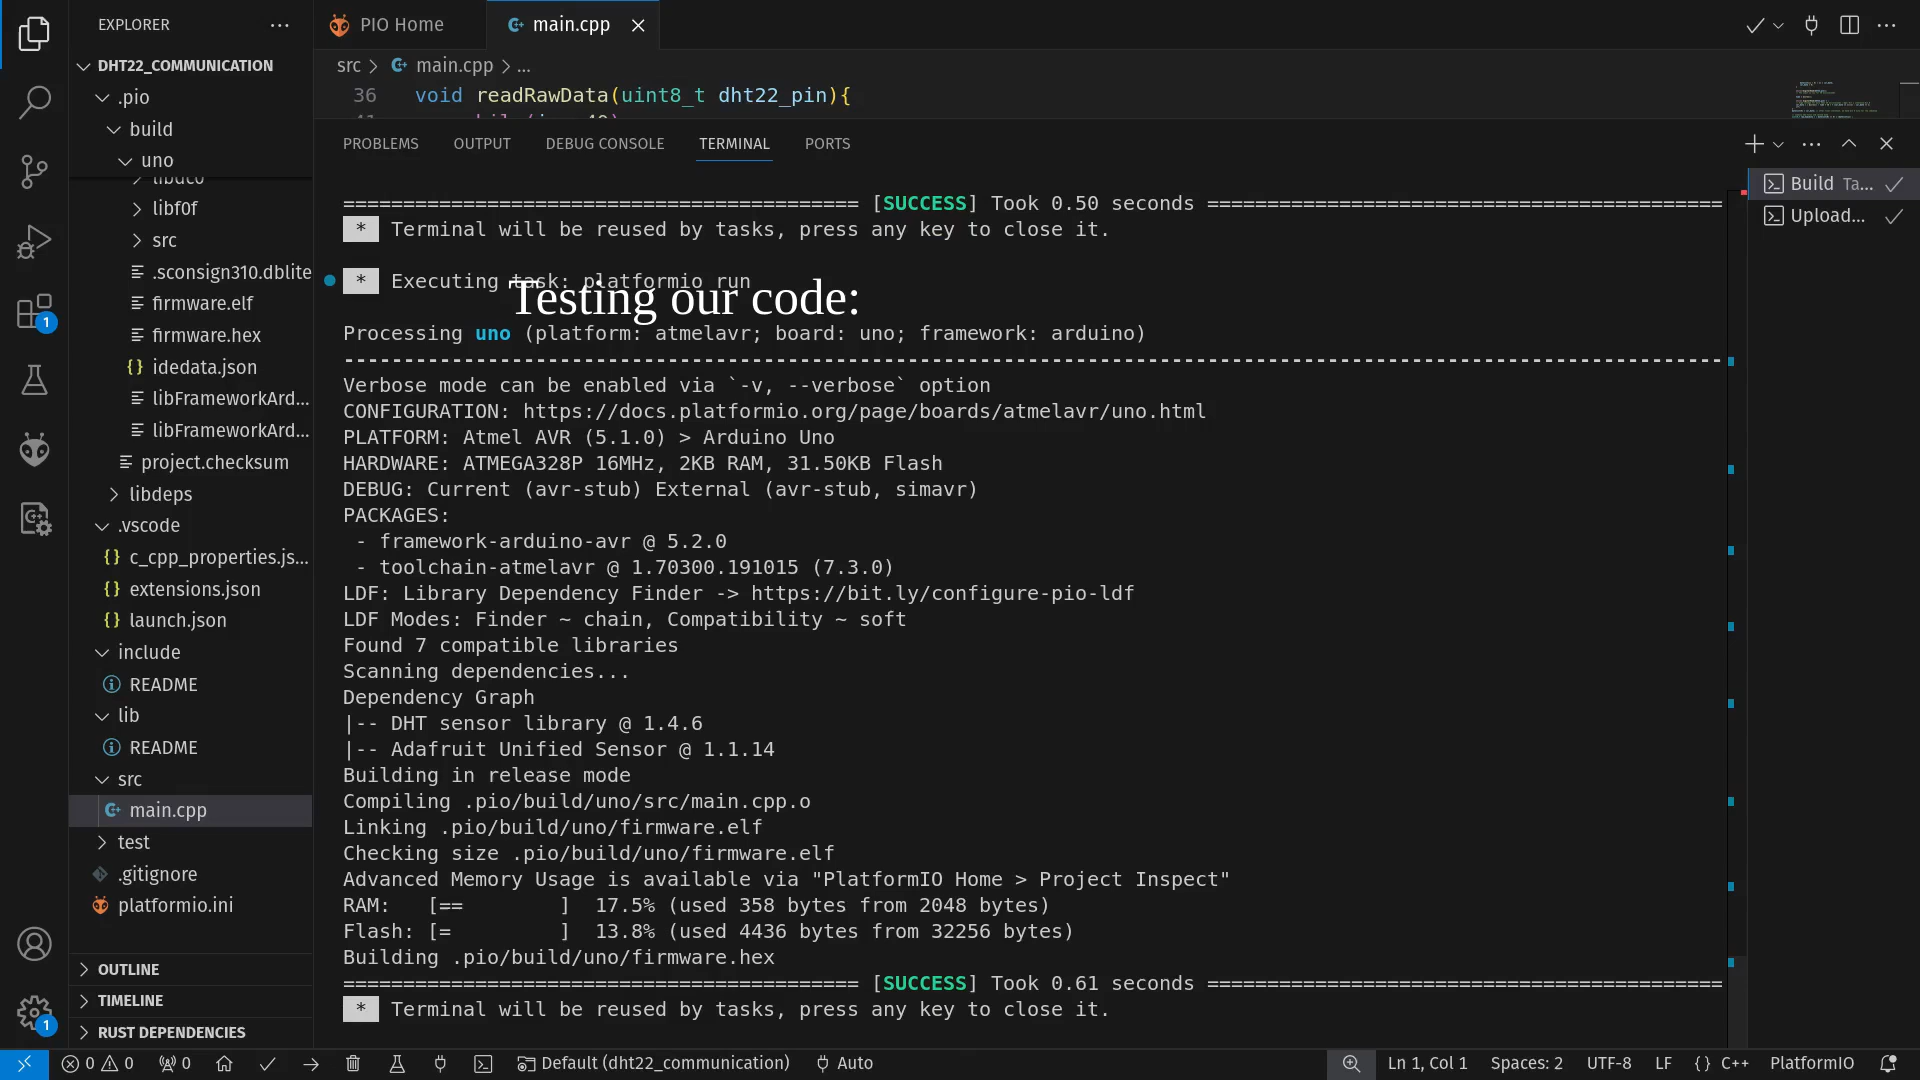 EXPLORER
PIO Home
main.cpp
DHT22_COMMUNICATION
src > main.cpp > ...
.pio
36 void readRawData(uint8_t dht22_pin){
build
uno
PROBLEMS OUTPUT DEBUG CONSOLE TERMINAL PORTS
libf0f
src
.sconsign310.dblite
firmware.elf
firmware.hex
idedata.json
libFrameworkArd...
libFrameworkArd...
project.checksum
libdeps
.vscode
c_cpp_properties.js...
extensions.json
launch.json
include
README
lib
README
src
main.cpp
test
.gitignore
platformio.ini
OUTLINE
TIMELINE
RUST DEPENDENCIES
=========================================== [SUCCESS] Took 0.50 seconds ===========================================
* Terminal will be reused by tasks, press any key to close it.
* Executing task: platformio run
Testing our code:
Processing uno (platform: atmelavr; board: uno; framework: arduino)
-------------------------------------------------------------------------------------------------------------------
Verbose mode can be enabled via `-v, --verbose` option
CONFIGURATION: https://docs.platformio.org/page/boards/atmelavr/uno.html
PLATFORM: Atmel AVR (5.1.0) > Arduino Uno
HARDWARE: ATMEGA328P 16MHz, 2KB RAM, 31.50KB Flash
DEBUG: Current (avr-stub) External (avr-stub, simavr)
PACKAGES:
- framework-arduino-avr @ 5.2.0
- toolchain-atmelavr @ 1.70300.191015 (7.3.0)
LDF: Library Dependency Finder -> https://bit.ly/configure-pio-ldf
LDF Modes: Finder ~ chain, Compatibility ~ soft
Found 7 compatible libraries
Scanning dependencies...
Dependency Graph
|-- DHT sensor library @ 1.4.6
|-- Adafruit Unified Sensor @ 1.1.14
Building in release mode
Compiling .pio/build/uno/src/main.cpp.o
Linking .pio/build/uno/firmware.elf
Checking size .pio/build/uno/firmware.elf
Advanced Memory Usage is available via "PlatformIO Home > Project Inspect"
RAM: [==        ] 17.5% (used 358 bytes from 2048 bytes)
Flash: [=         ] 13.8% (used 4436 bytes from 32256 bytes)
Building .pio/build/uno/firmware.hex
=========================================== [SUCCESS] Took 0.61 seconds ===========================================
* Terminal will be reused by tasks, press any key to close it.
Build Ta...
Upload...
1
1
0 0 0 Default (dht22_communication) Auto Ln 1, Col 1 Spaces: 2 UTF-8 LF {} C++ PlatformIO